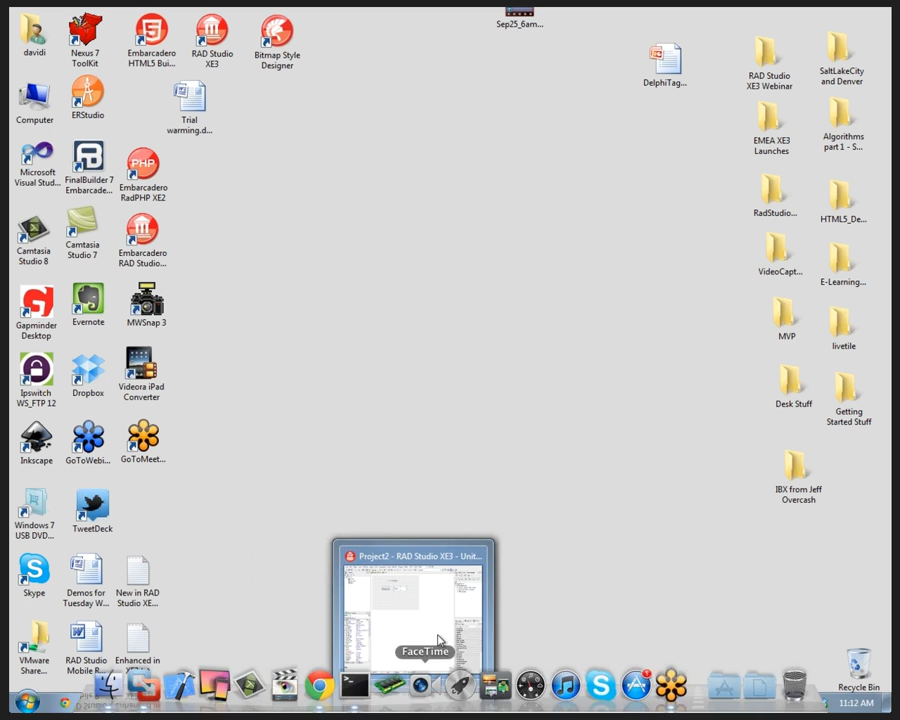 davidi
Nexus 7
ToolKit
Embarcadero
HTML5 Bui...
RAD Studio
XE3
Bitmap Style
Designer
Sep25_6am...
DelphiTag...
RAD Studio
XE3 Webinar
SaltLakeCity
and Denver
Computer
ERStudio
Trial
warming.d...
EMEA XE3
Launches
Algorithms
part 1 - S...
Microsoft
Visual Stud...
FinalBuilder 7
Embarcade...
PHP
Embarcadero
RadPHP XE2
RadStudio...
HTML5_De...
Camtasia
Studio 8
Camtasia
Studio 7
Embarcadero
RAD Studio...
VideoCapt...
E-Learning...
Gapminder
Desktop
Evernote
MWSnap 3
MVP
livetile
Ipswitch
WS_FTP 12
Dropbox
Videora iPad
Converter
Desk Stuff
Getting
Started Stuff
Inkscape
GoToWebi...
GoToMeet...
IBX from Jeff
Overcash
Windows 7
USB DVD...
TweetDeck
Project2 - RAD Studio XE3 - Unit...
Skype
Demos for
Tuesday W...
New in RAD
Studio XE...
FaceTime
VMware
Share...
RAD Studio
Mobile R...
Enhanced in
Recycle Bin
11:12 AM